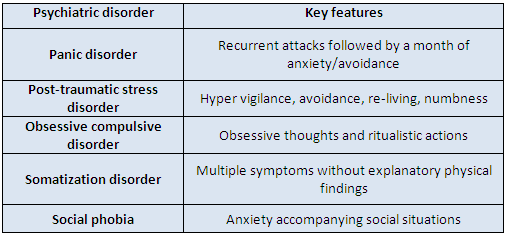 Psychiatric disorder Key features
Panic disorder Recurrent attacks followed by a month of
anxiety/avoidance
Post-traumatic stress
disorder Hyper vigilance, avoidance, re-living, numbness
Obsessive compulsive
disorder Obsessive thoughts and ritualistic actions
Somatization disorder Multiple symptoms without explanatory physical
findings
Social phobia Anxiety accompanying social situations